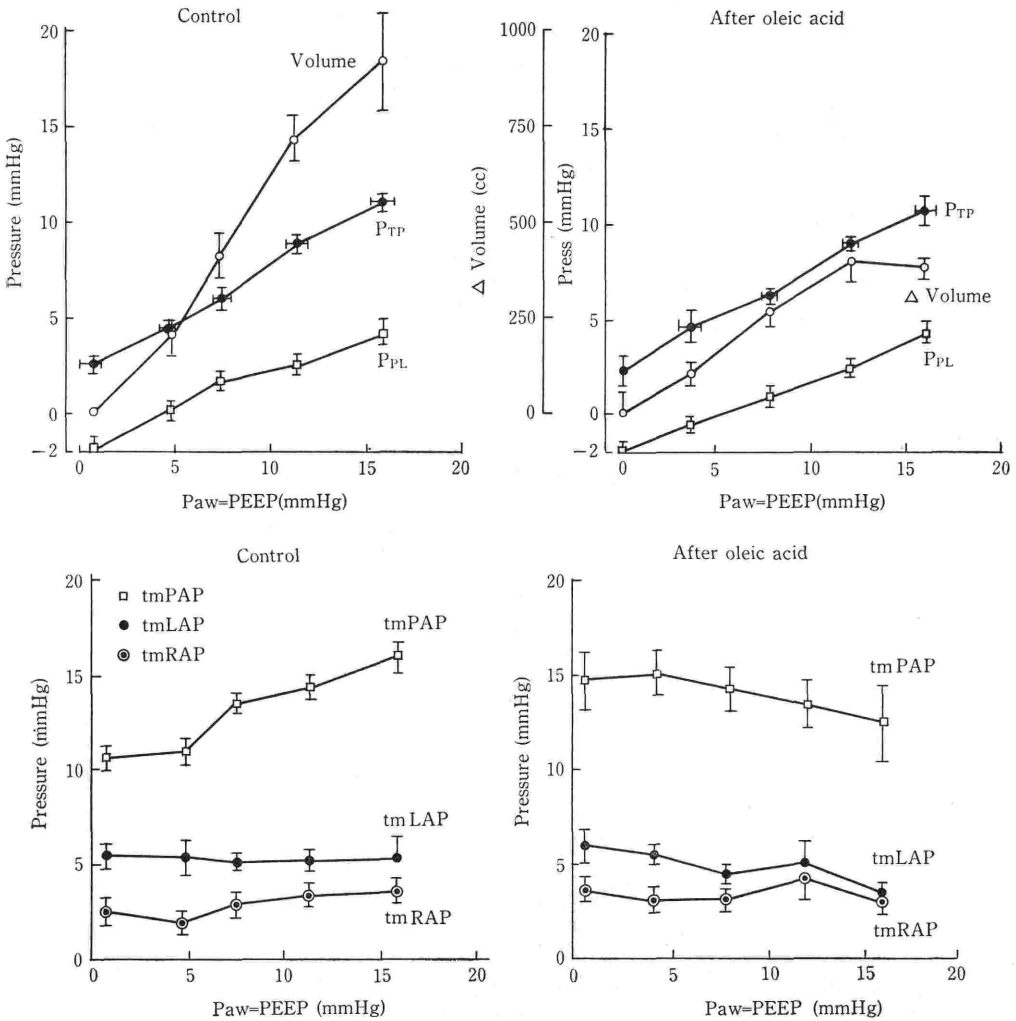 Control
20
15
10
5
0
−2
Pressure (mmHg)
Volume
PTP
PPL
0
5
10
15
20
Paw=PEEP(mmHg)
After oleic acid
1000
750
500
250
0
Δ Volume (cc)
20
15
10
5
0
−2
Press (mmHg)
PTP
Δ Volume
PPL
0
5
10
15
20
Paw=PEEP(mmHg)
Control
20
15
10
5
0
Pressure (mmHg)
tmPAP
tmLAP
tmRAP
tmPAP
tm LAP
tm RAP
0
5
10
15
20
Paw=PEEP (mmHg)
After oleic acid
20
15
10
5
0
Pressure (mmHg)
tm PAP
tmLAP
tmRAP
0
5
10
15
20
Paw=PEEP (mmHg)